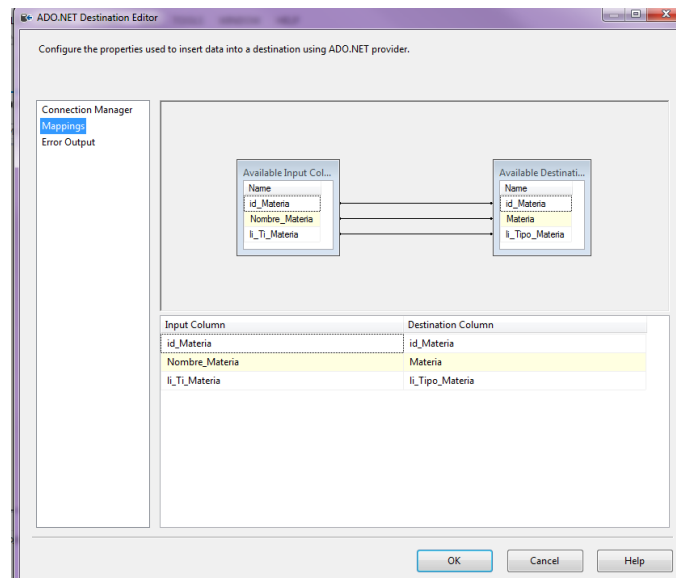 ADO.NET Destination Editor
Configure the properties used to insert data into a destination using ADO.NET provider.
Connection Manager
Mappings
Error Output
Available Input Col...
Name
id_Materia
Nombre_Materia
li_Ti_Materia
Available Destinati...
Name
id_Materia
Materia
li_Tipo_Materia
Input Column Destination Column
id_Materia id_Materia
Nombre_Materia Materia
li_Ti_Materia li_Tipo_Materia
OK Cancel Help